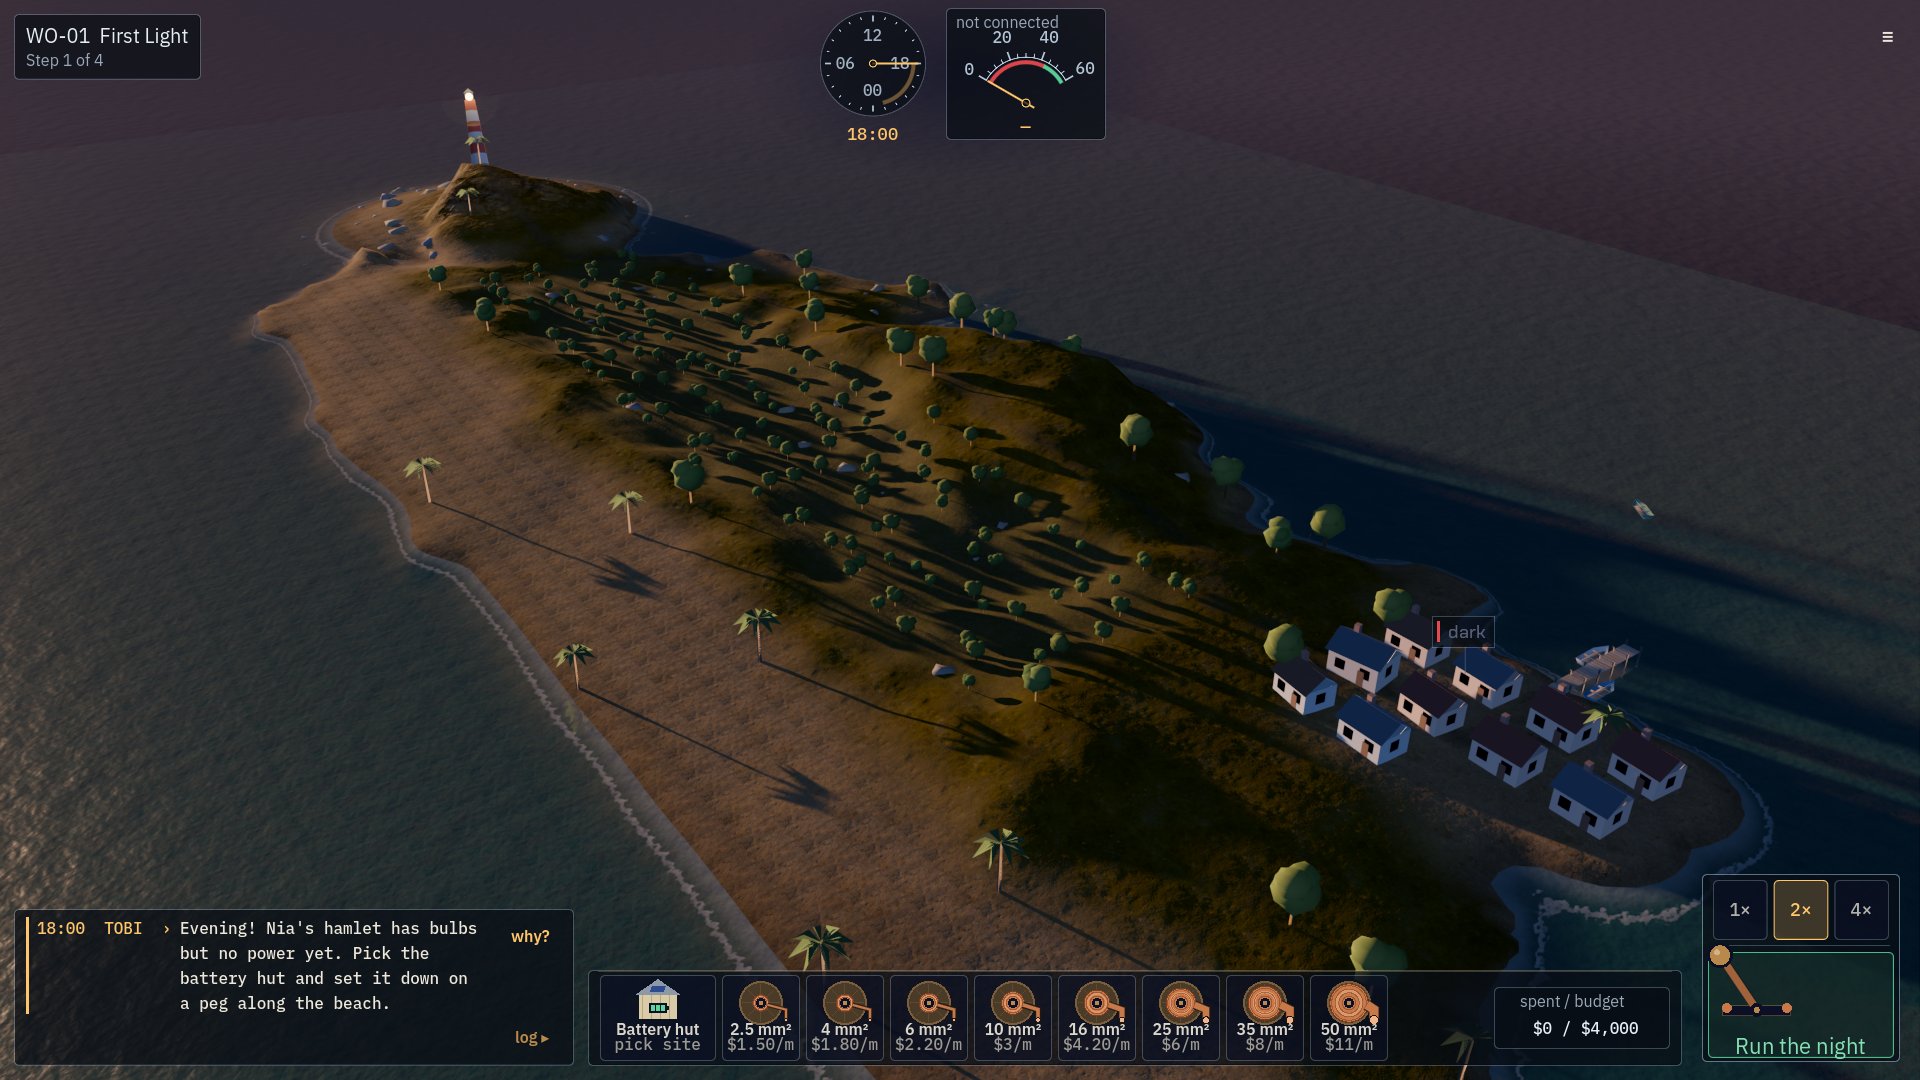 WO-01 First Light
Step 1 of 4
12
06
18
00
18:00
not connected
0
20
40
60
–
≡
dark
18:00 TOBI › Evening! Nia's hamlet has bulbs
but no power yet. Pick the
battery hut and set it down on
a peg along the beach.
why?
log ▸
Battery hut
pick site
2.5 mm²
$1.50/m
4 mm²
$1.80/m
6 mm²
$2.20/m
10 mm²
$3/m
16 mm²
$4.20/m
25 mm²
$6/m
35 mm²
$8/m
50 mm²
$11/m
spent / budget
$0 / $4,000
1×
2×
4×
Run the night